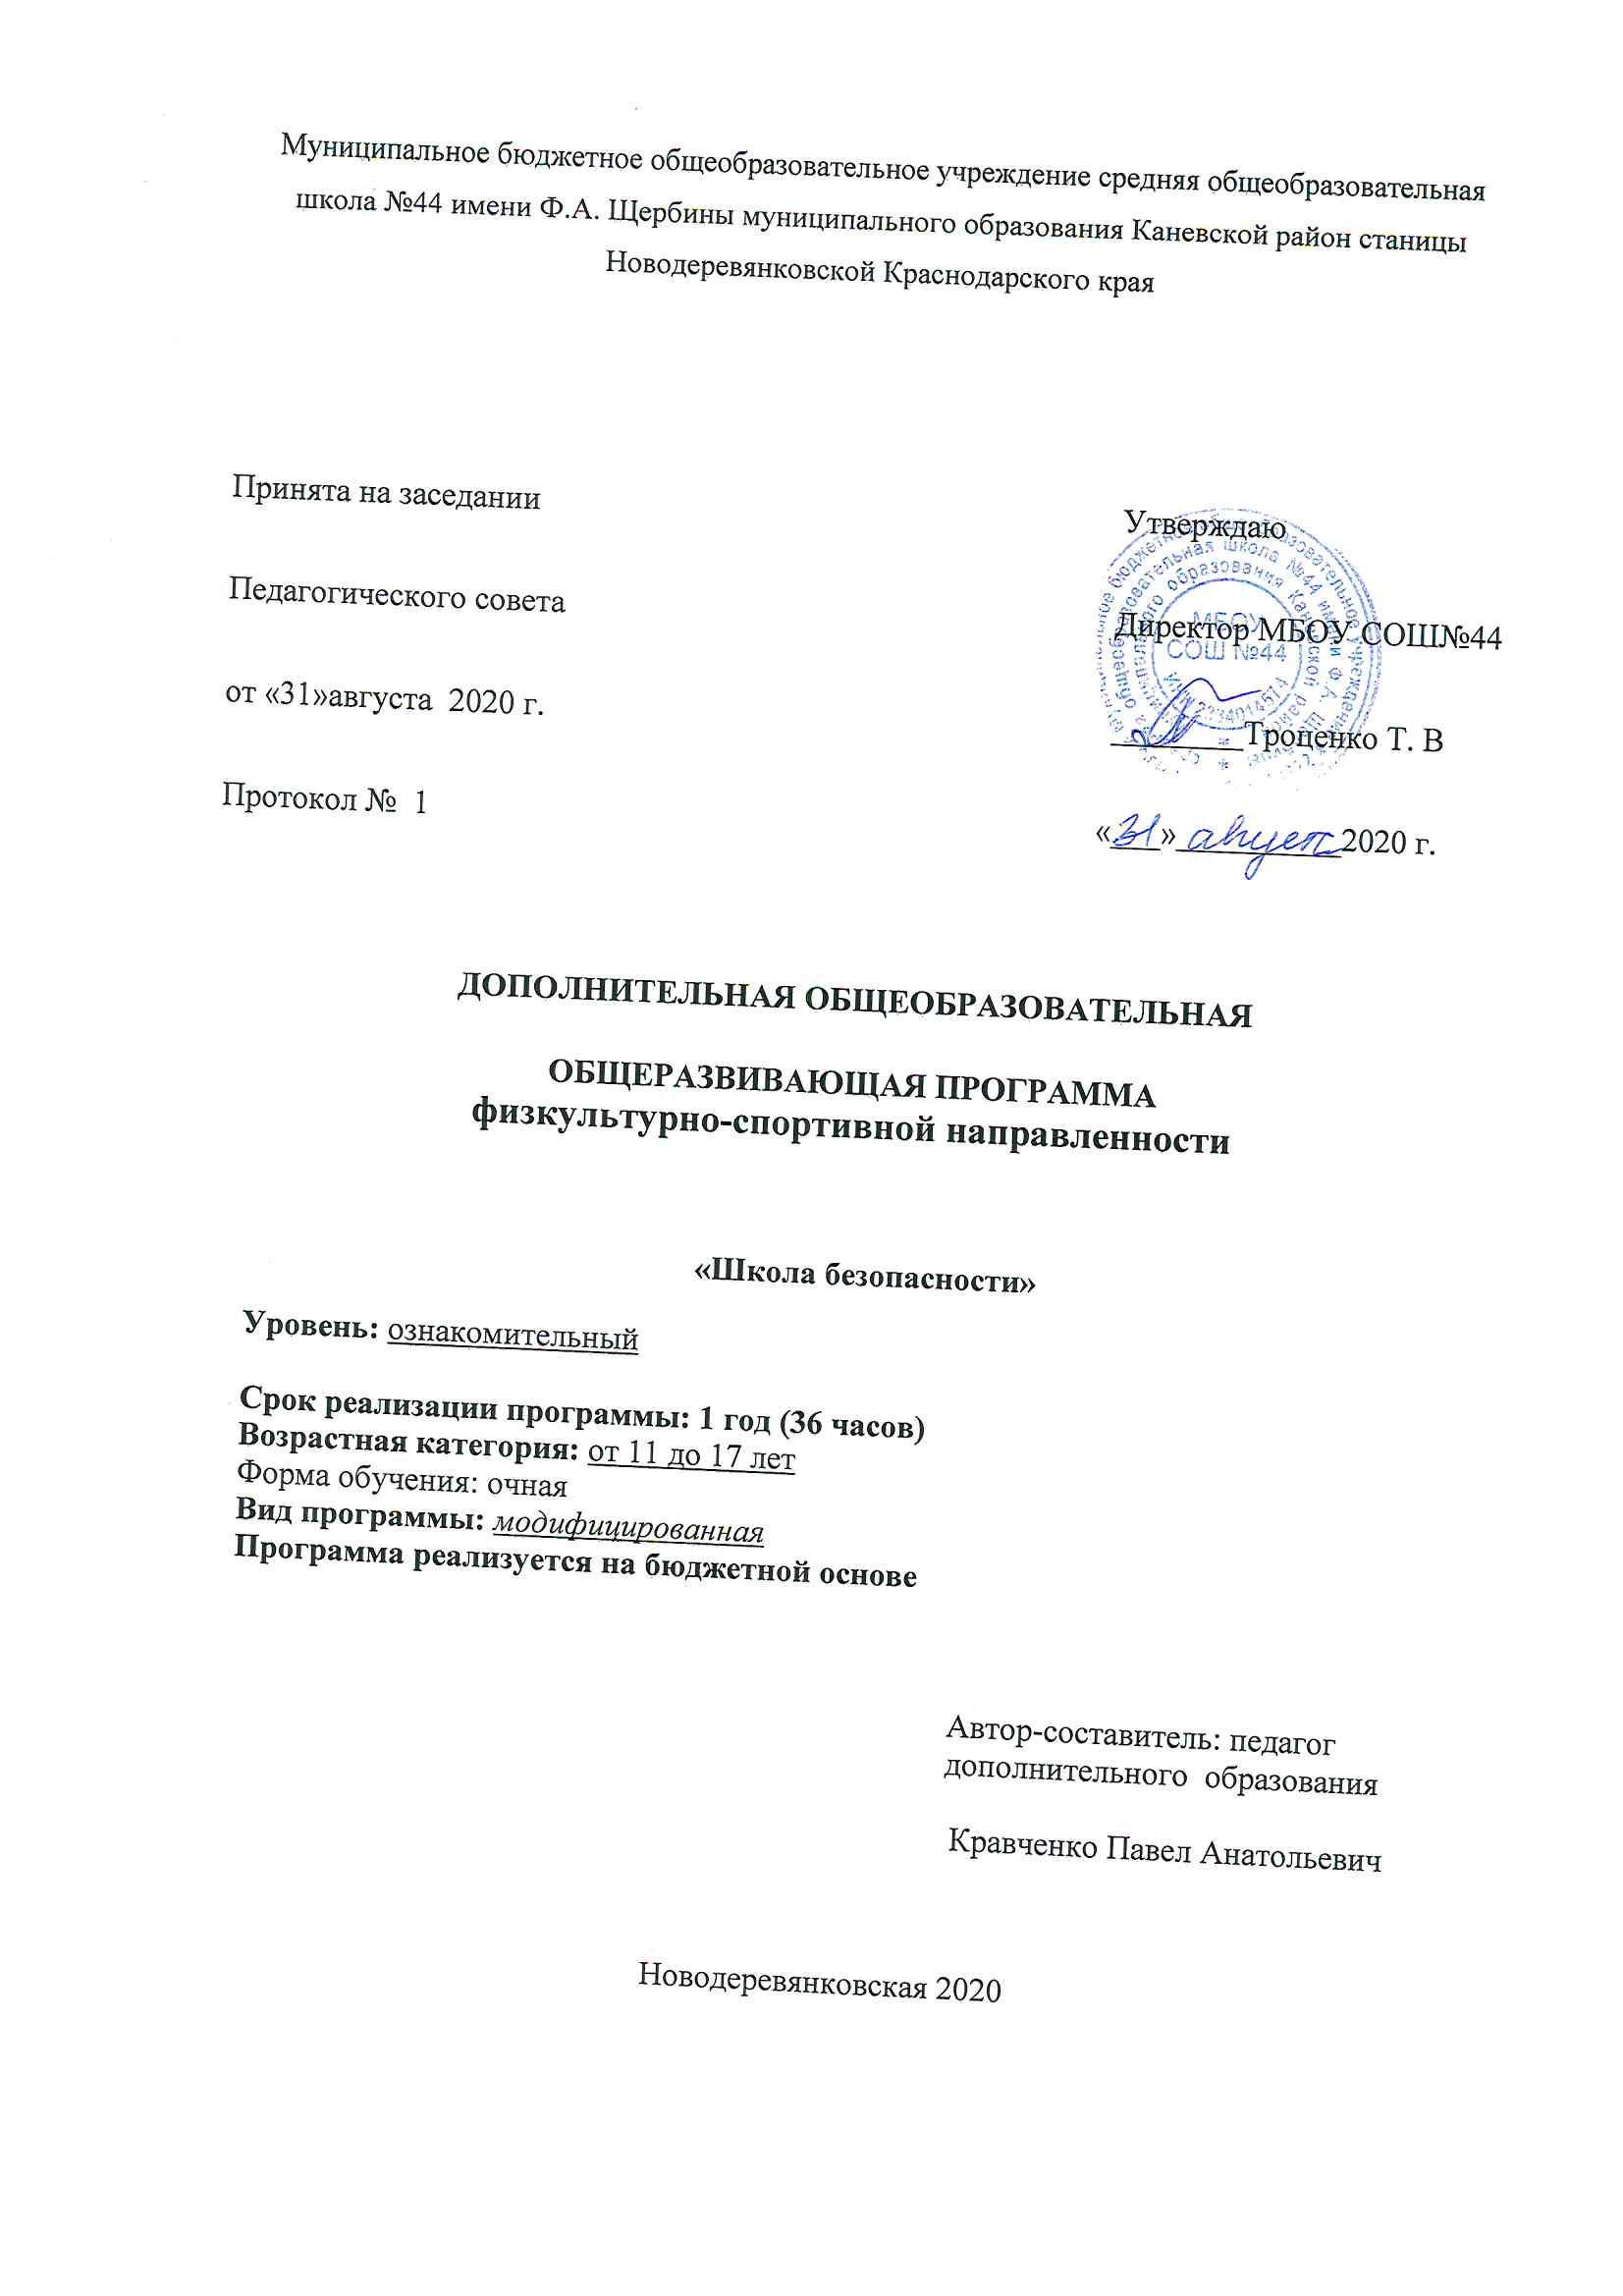 Муниципальное бюджетное общеобразовательное учреждение средняя общеобразовательная
школа №44 имени Ф.А. Щербины муниципального образования Каневской район станицы
Новодеревянковской Краснодарского края
Принята на заседании
Педагогического совета
от «31»августа 2020 г.
Протокол № 1
Утверждаю
Директор МБОУ СОШ№44
Троценко Т. В
«31» август 2020 г.
МБОУ
СОШ №44
ДОПОЛНИТЕЛЬНАЯ ОБЩЕОБРАЗОВАТЕЛЬНАЯ
ОБЩЕРАЗВИВАЮЩАЯ ПРОГРАММА
физкультурно-спортивной направленности
«Школа безопасности»
Уровень: ознакомительный
Срок реализации программы: 1 год (36 часов)
Возрастная категория: от 11 до 17 лет
Форма обучения: очная
Вид программы: модифицированная
Программа реализуется на бюджетной основе
Автор-составитель: педагог
дополнительного образования
Кравченко Павел Анатольевич
Новодеревянковская 2020